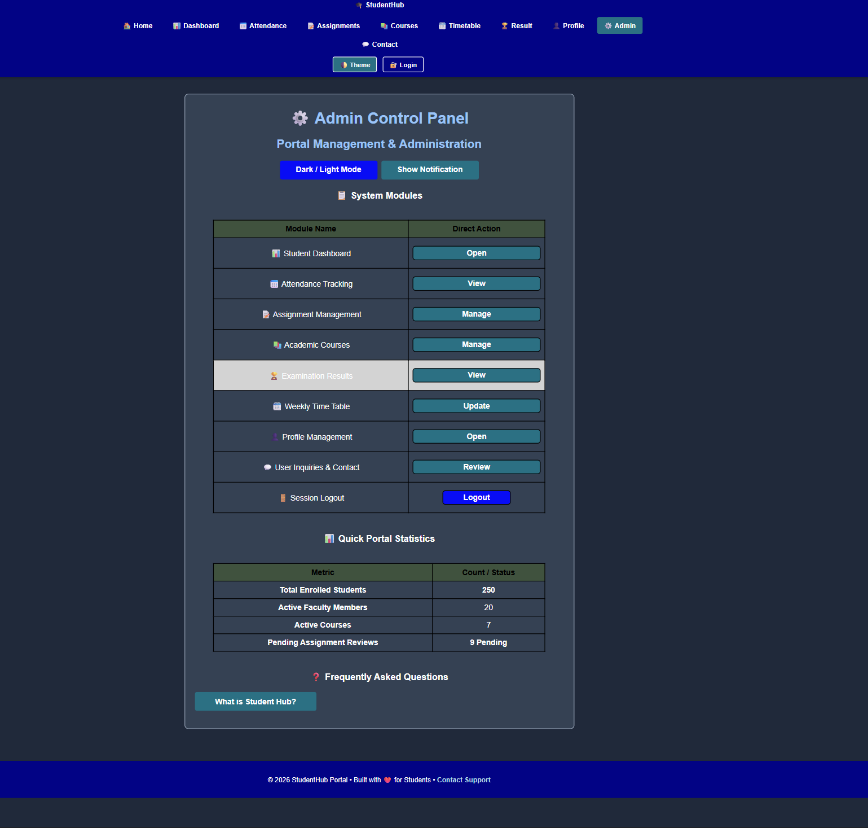 StudentHub
Home Dashboard Attendance Assignments Courses Timetable Result Profile Admin
Contact
Theme Login
Admin Control Panel
Portal Management & Administration
Dark / Light Mode Show Notification
System Modules
Module Name Direct Action
Student Dashboard Open
Attendance Tracking View
Assignment Management Manage
Academic Courses Manage
Examination Results View
Weekly Time Table Update
Profile Management Open
User Inquiries & Contact Review
Session Logout Logout
Quick Portal Statistics
Metric Count / Status
Total Enrolled Students 250
Active Faculty Members 20
Active Courses 7
Pending Assignment Reviews 9 Pending
Frequently Asked Questions
What is Student Hub?
© 2026 StudentHub Portal • Built with ❤️ for Students • Contact Support